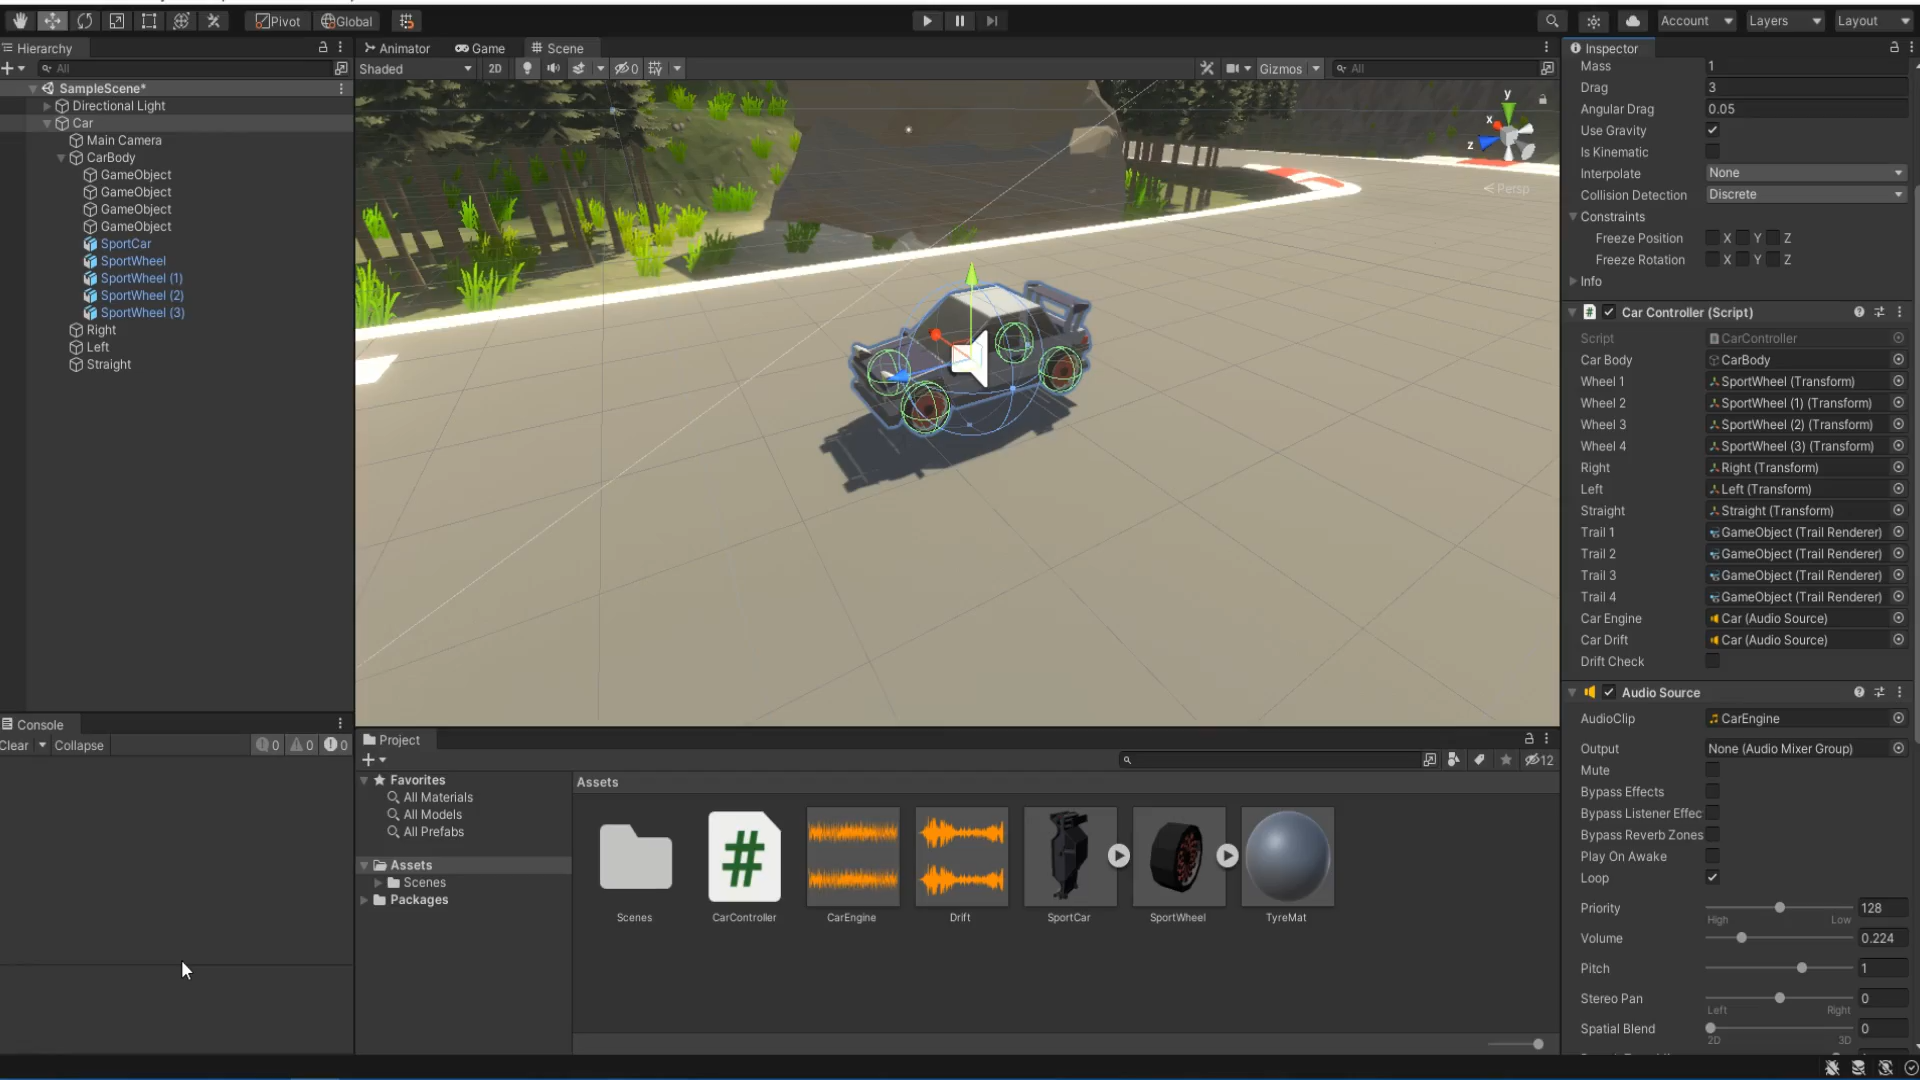 Pivot
Global
Account
Layers
Layout
Hierarchy
All
SampleScene*
Directional Light
Car
Main Camera
CarBody
GameObject
GameObject
GameObject
GameObject
SportCar
SportWheel
SportWheel (1)
SportWheel (2)
SportWheel (3)
Right
Left
Straight
Animator
Game
Scene
Shaded
2D
0
Gizmos
All
y
x
z
Persp
Console
Clear
Collapse
0
0
0
Project
12
Favorites
All Materials
All Models
All Prefabs
Assets
Scenes
Packages
Assets
Scenes
CarController
CarEngine
Drift
SportCar
SportWheel
TyreMat
Inspector
Mass 1
Drag 3
Angular Drag 0.05
Use Gravity
Is Kinematic
Interpolate None
Collision Detection Discrete
Constraints
Freeze Position X Y Z
Freeze Rotation X Y Z
Info
# Car Controller (Script)
Script CarController
Car Body CarBody
Wheel 1 SportWheel (Transform)
Wheel 2 SportWheel (1) (Transform)
Wheel 3 SportWheel (2) (Transform)
Wheel 4 SportWheel (3) (Transform)
Right Right (Transform)
Left Left (Transform)
Straight Straight (Transform)
Trail 1 GameObject (Trail Renderer)
Trail 2 GameObject (Trail Renderer)
Trail 3 GameObject (Trail Renderer)
Trail 4 GameObject (Trail Renderer)
Car Engine Car (Audio Source)
Car Drift Car (Audio Source)
Drift Check
Audio Source
AudioClip CarEngine
Output None (Audio Mixer Group)
Mute
Bypass Effects
Bypass Listener Effec
Bypass Reverb Zones
Play On Awake
Loop
Priority 128
High Low
Volume 0.224
Pitch 1
Stereo Pan 0
Left Right
Spatial Blend 0
2D 3D